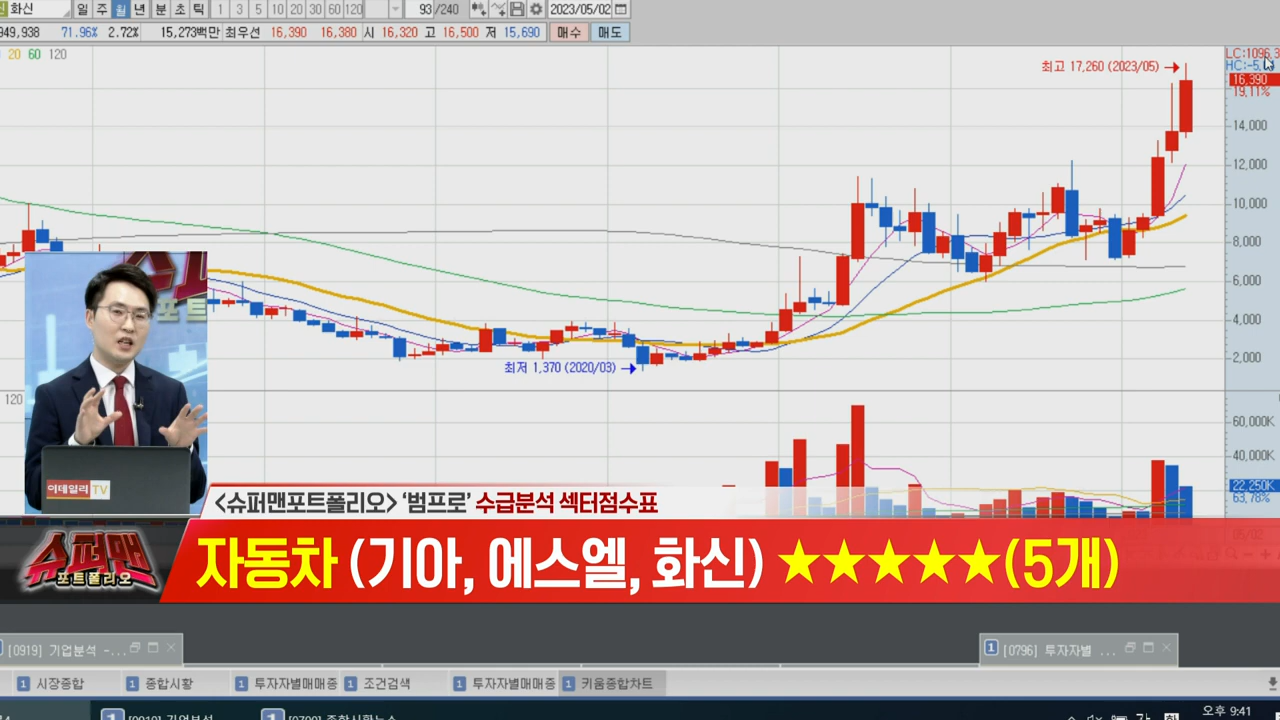 화신 일 주 월 년 분 초 틱 1 3 5 10 20 30 60 120 93 /240 2023/05/02
949,938 71.96% 2.72% 15,273백만 최우선 16,390 16,380 시 16,320 고 16,500 저 15,690 매수 매도
20 60 120
LC:1096.3
HC:-5.
최고 17,260 (2023/05)
16,390
19.11%
14,000
12,000
10,000
8,000
6,000
4,000
2,000
최저 1,370 (2020/03)
120
60,000K
40,000K
22,250K
63.78%
이데일리 TV
<슈퍼맨포트폴리오> '범프로' 수급분석 섹터점수표
슈퍼맨
포트폴리오
자동차 (기아, 에스엘, 화신) ★★★★★(5개)
[0919] 기업분석 -...
1 [0796] 투자자별 ...
1 시장종합 1 종합시황 1 투자자별매매종 1 조건검색 1 투자자별매매종 1 키움종합차트
오후 9:41